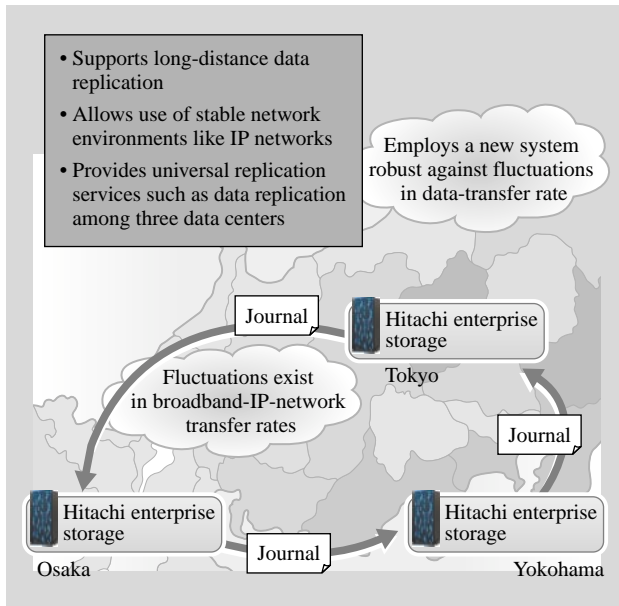 • Supports long-distance data
replication
• Allows use of stable network
environments like IP networks
• Provides universal replication
services such as data replication
among three data centers
Employs a new system
robust against fluctuations
in data-transfer rate
Journal
Hitachi enterprise
storage
Tokyo
Fluctuations exist
in broadband-IP-network
transfer rates
Journal
Hitachi enterprise
storage
Osaka
Journal
Hitachi enterprise
storage
Yokohama